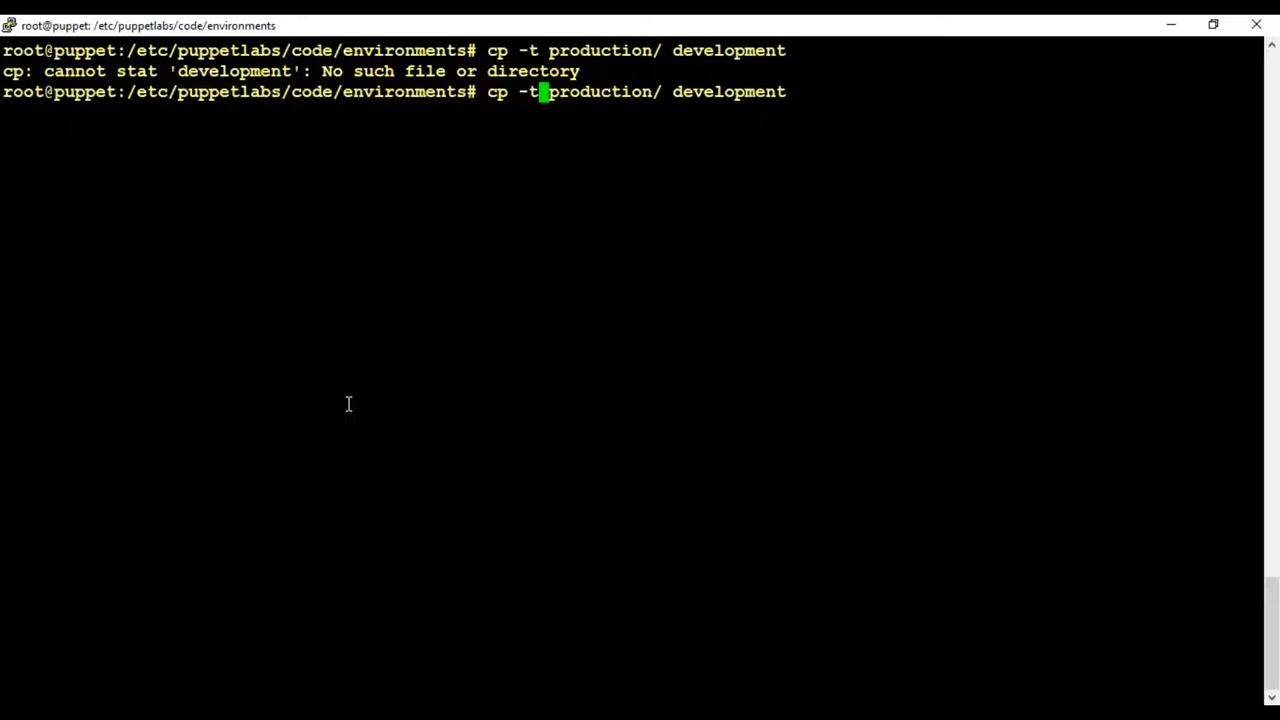 root@puppet: /etc/puppetlabs/code/environments
root@puppet:/etc/puppetlabs/code/environments# cp -t production/ development
cp: cannot stat 'development': No such file or directory
root@puppet:/etc/puppetlabs/code/environments# cp -t production/ development